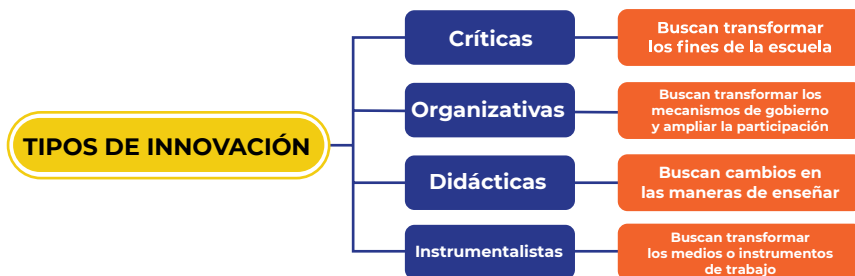 TIPOS DE INNOVACIÓN
Críticas
Buscan transformar
los fines de la escuela
Organizativas
Buscan transformar los
mecanismos de gobierno
y ampliar la participación
Didácticas
Buscan cambios en
las maneras de enseñar
Instrumentalistas
Buscan transformar
los medios o instrumentos
de trabajo